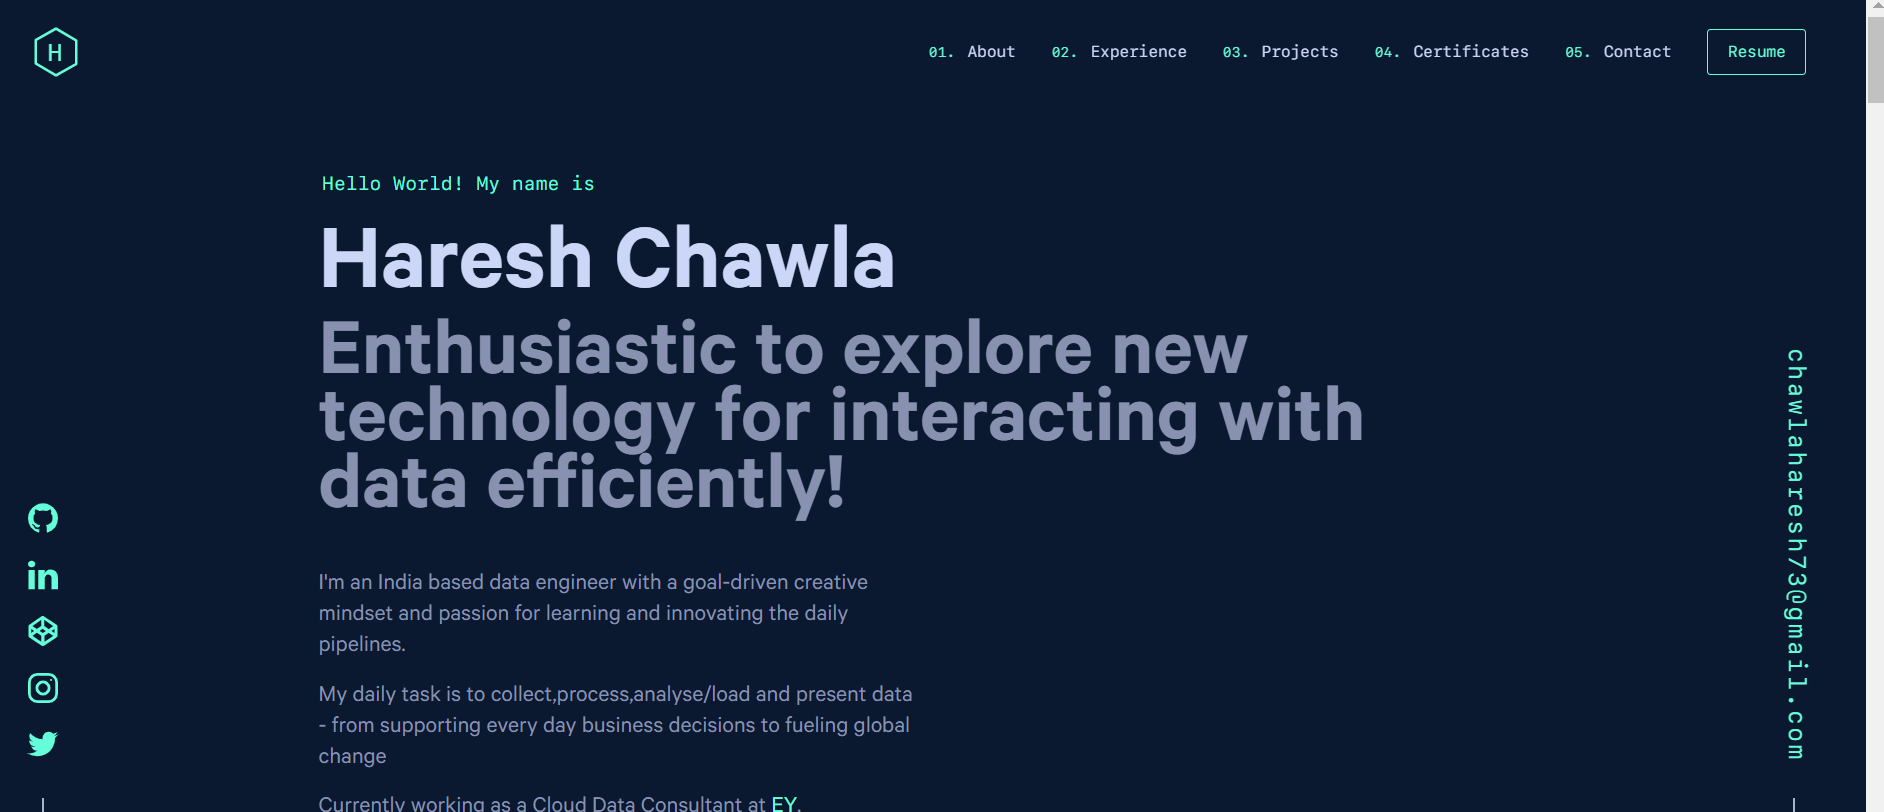 H
01. About 02. Experience 03. Projects 04. Certificates 05. Contact Resume
Hello World! My name is
Haresh Chawla
Enthusiastic to explore new
technology for interacting with
data efficiently!
I'm an India based data engineer with a goal-driven creative
mindset and passion for learning and innovating the daily
pipelines.
My daily task is to collect,process,analyse/load and present data
- from supporting every day business decisions to fueling global
change
Currently working as a Cloud Data Consultant at EY.
in
chawlaharesh73@gmail.com